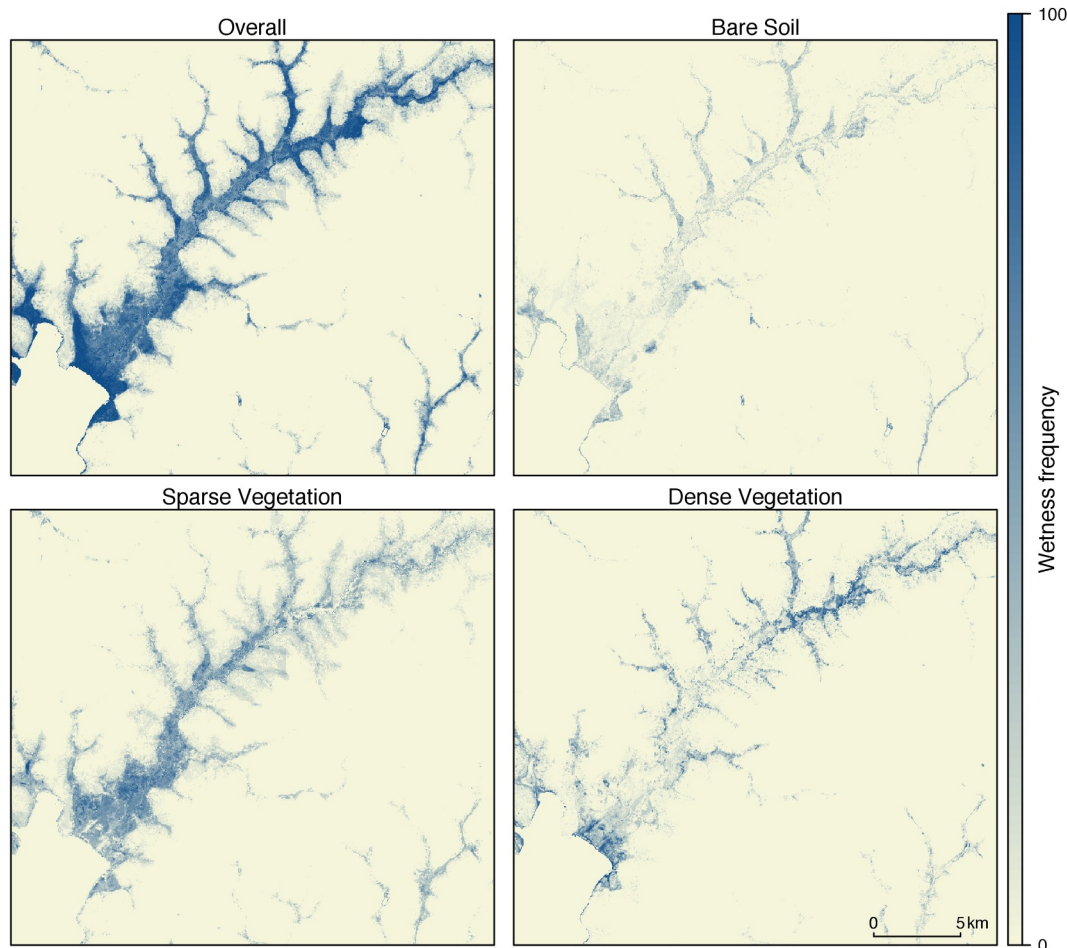 Overall
Bare Soil
100
Wetness frequency
Sparse Vegetation
Dense Vegetation
0 5 km
0